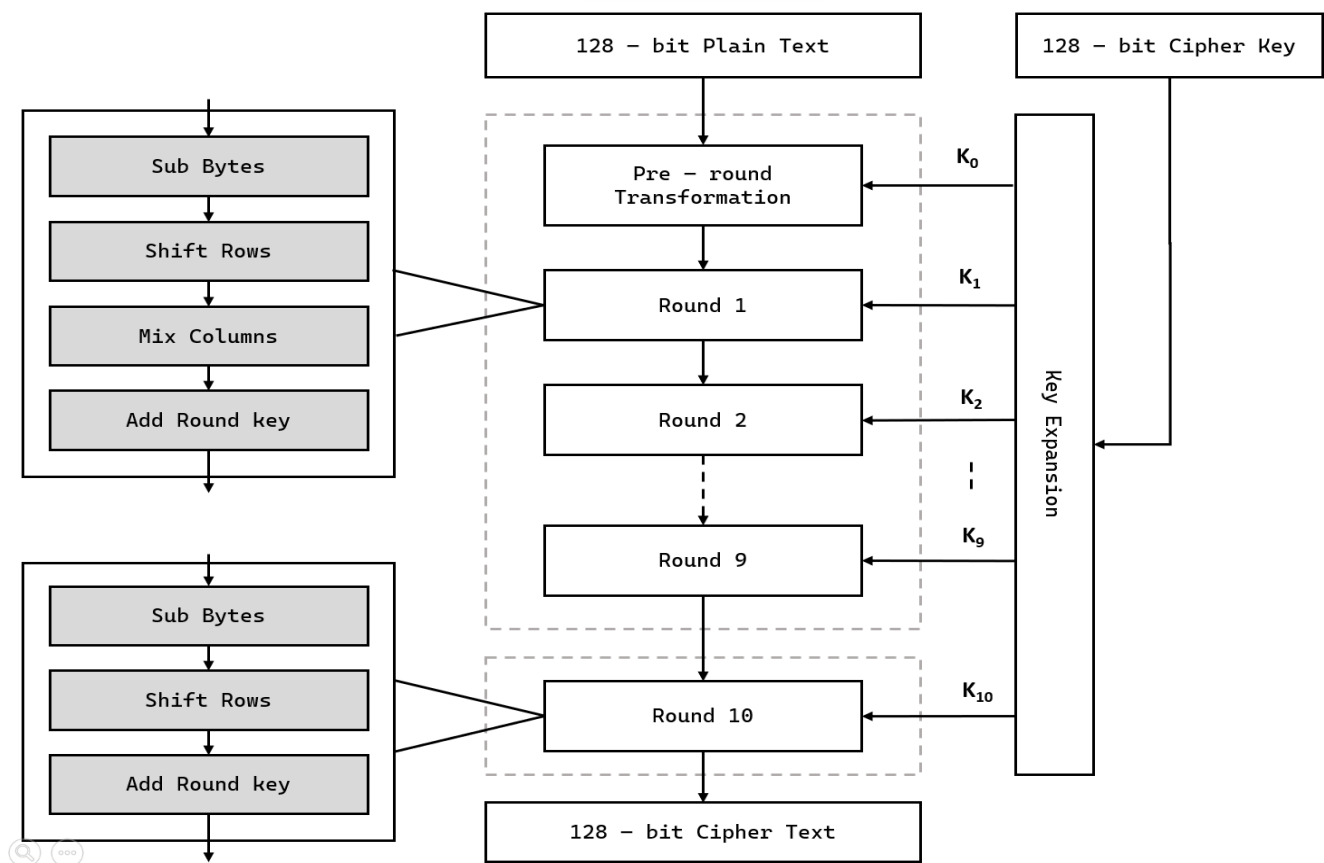 128 – bit Plain Text
128 – bit Cipher Key
Sub Bytes
Shift Rows
Mix Columns
Add Round key
Pre – round
Transformation
Round 1
Round 2
Round 9
K₀
K₁
K₂
K₉
K₁₀
Key Expansion
Sub Bytes
Shift Rows
Add Round key
Round 10
128 – bit Cipher Text